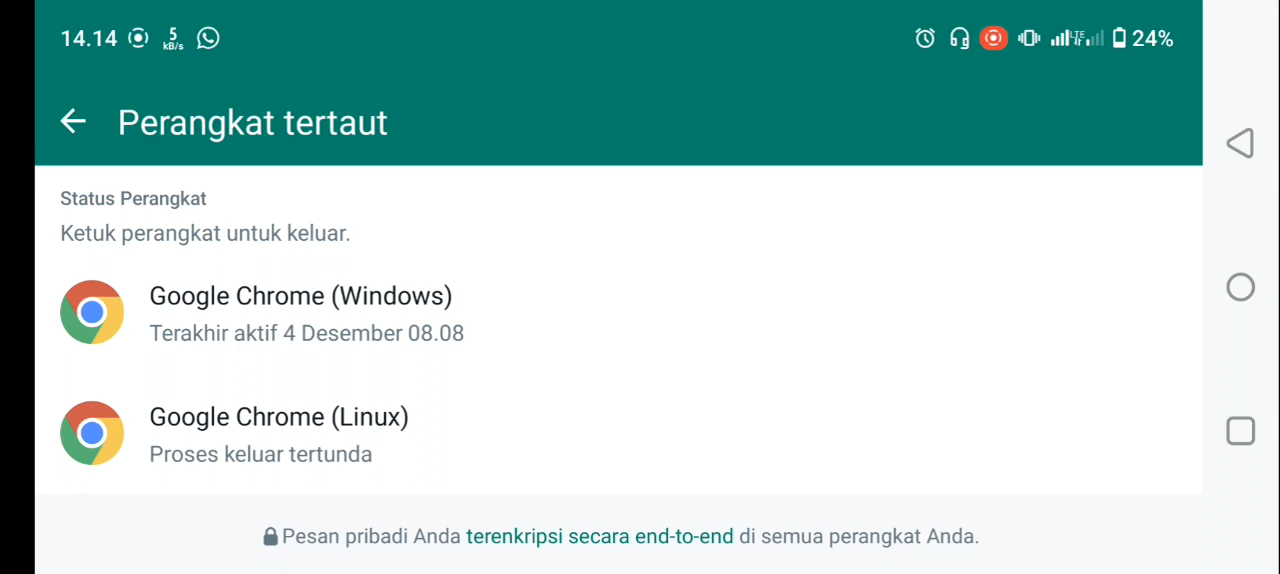 14.14 5 kB/s LTE 24%
Perangkat tertaut
Status Perangkat
Ketuk perangkat untuk keluar.
Google Chrome (Windows)
Terakhir aktif 4 Desember 08.08
Google Chrome (Linux)
Proses keluar tertunda
Pesan pribadi Anda terenkripsi secara end-to-end di semua perangkat Anda.